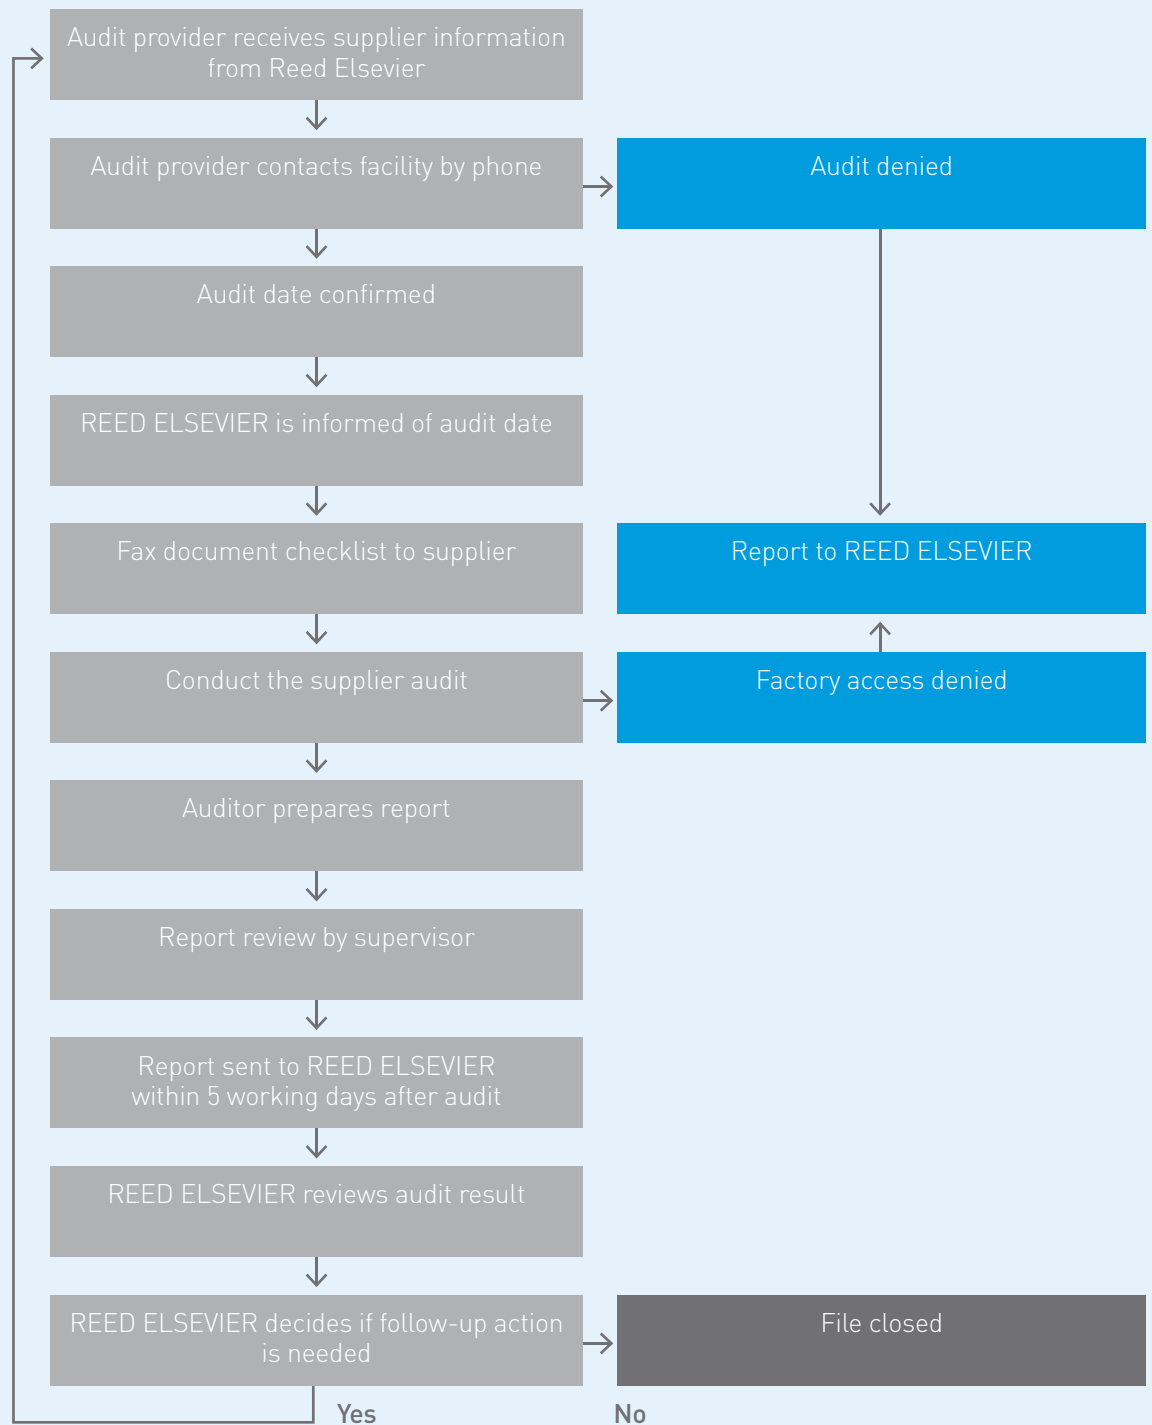 Audit provider receives supplier information
from Reed Elsevier
Audit provider contacts facility by phone
Audit denied
Audit date confirmed
REED ELSEVIER is informed of audit date
Fax document checklist to supplier
Report to REED ELSEVIER
Conduct the supplier audit
Factory access denied
Auditor prepares report
Report review by supervisor
Report sent to REED ELSEVIER
within 5 working days after audit
REED ELSEVIER reviews audit result
REED ELSEVIER decides if follow-up action
is needed
File closed
Yes
No